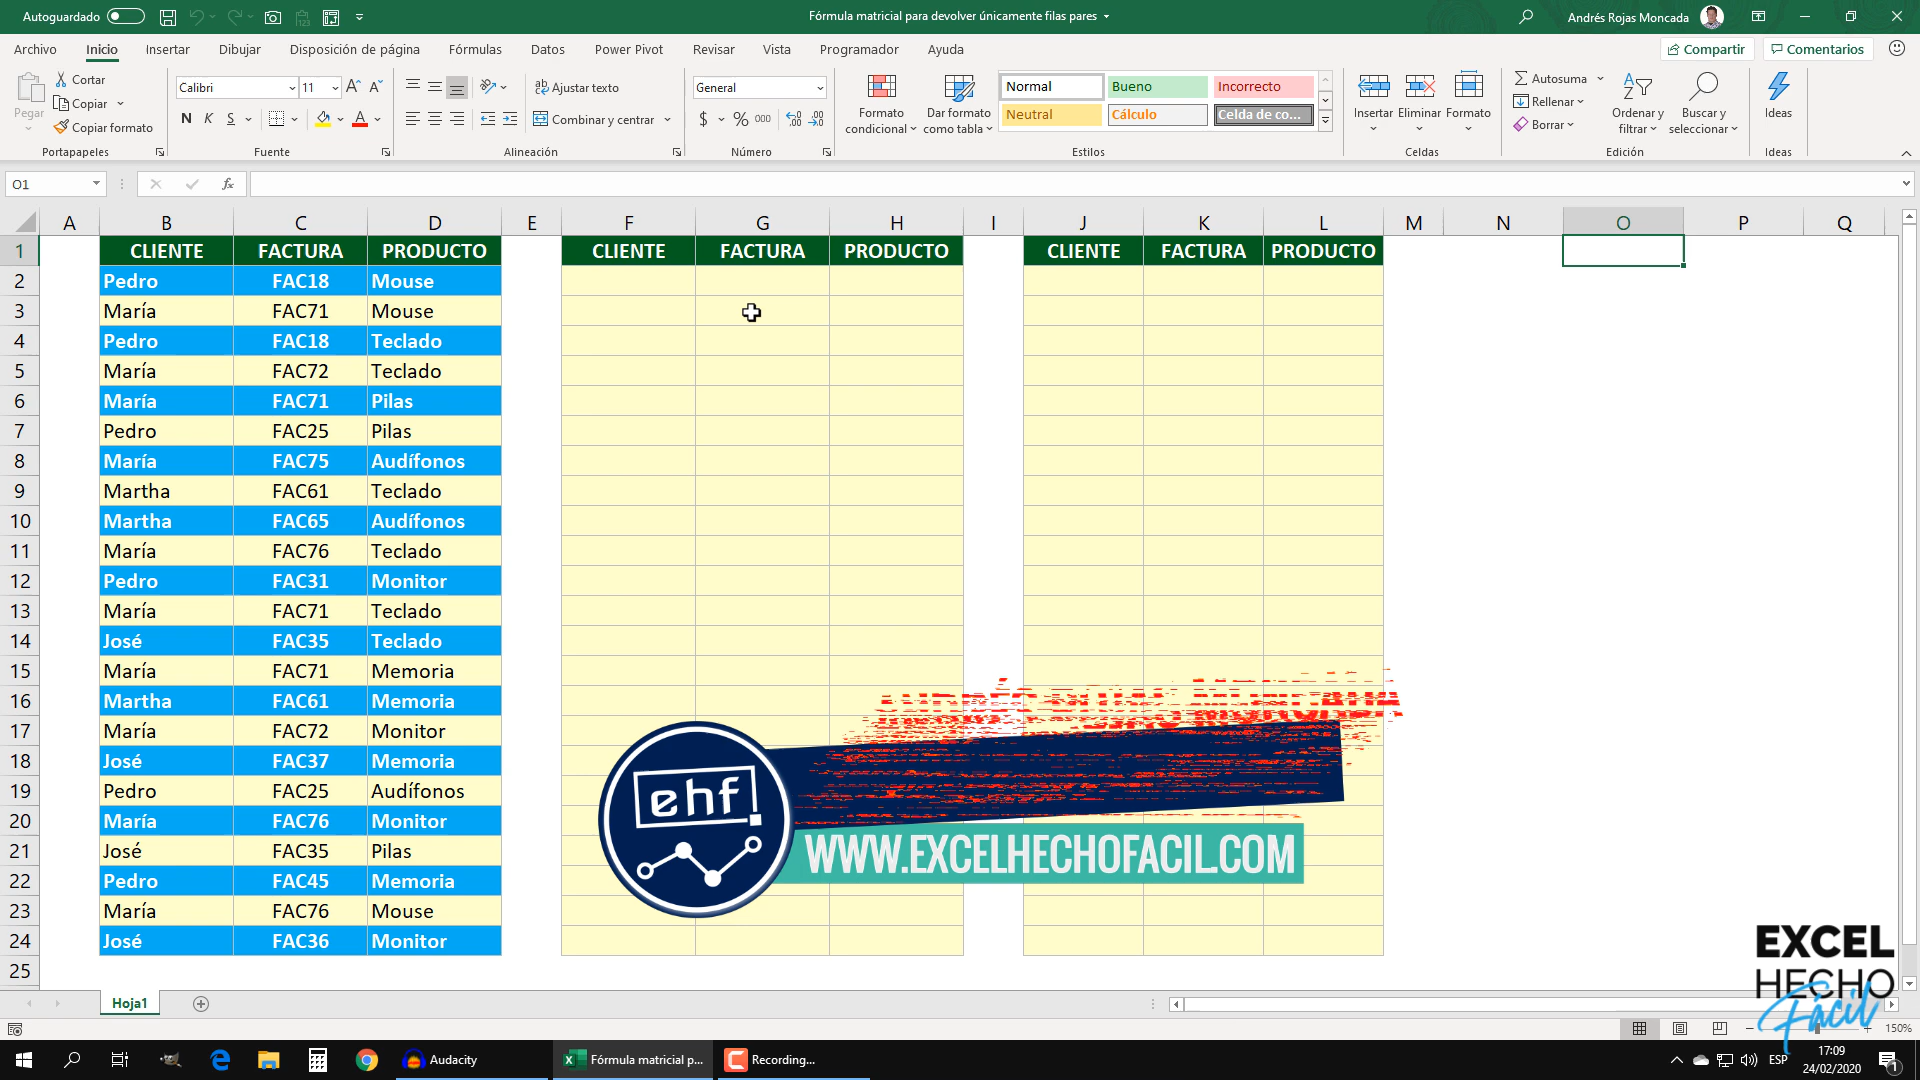 Autoguardado
Fórmula matricial para devolver únicamente filas pares
Andrés Rojas Moncada
Archivo Inicio Insertar Dibujar Disposición de página Fórmulas Datos Power Pivot Revisar Vista Programador Ayuda
Compartir Comentarios
Pegar
Cortar
Copiar
Copiar formato
Portapapeles
Calibri 11
N K S
Fuente
Ajustar texto
Combinar y centrar
Alineación
General
$ % 000
Número
Formato condicional
Dar formato como tabla
Normal Bueno Incorrecto
Neutral Cálculo Celda de co...
Estilos
Insertar Eliminar Formato
Celdas
Autosuma
Rellenar
Borrar
Ordenar y filtrar
Buscar y seleccionar
Edición
Ideas
Ideas
O1
fx
A B C D E F G H I J K L M N O P Q
1 CLIENTE FACTURA PRODUCTO CLIENTE FACTURA PRODUCTO CLIENTE FACTURA PRODUCTO
2 Pedro FAC18 Mouse
3 María FAC71 Mouse
4 Pedro FAC18 Teclado
5 María FAC72 Teclado
6 María FAC71 Pilas
7 Pedro FAC25 Pilas
8 María FAC75 Audífonos
9 Martha FAC61 Teclado
10 Martha FAC65 Audífonos
11 María FAC76 Teclado
12 Pedro FAC31 Monitor
13 María FAC71 Teclado
14 José FAC35 Teclado
15 María FAC71 Memoria
16 Martha FAC61 Memoria
17 María FAC72 Monitor
18 José FAC37 Memoria
19 Pedro FAC25 Audífonos
20 María FAC76 Monitor
21 José FAC35 Pilas
22 Pedro FAC45 Memoria
23 María FAC76 Mouse
24 José FAC36 Monitor
25
ehf!
WWW.EXCELHECHOFACIL.COM
EXCEL
HECHO
Fácil
Hoja1
150%
Audacity
Fórmula matricial p...
Recording...
ESP
17:09
24/02/2020
1